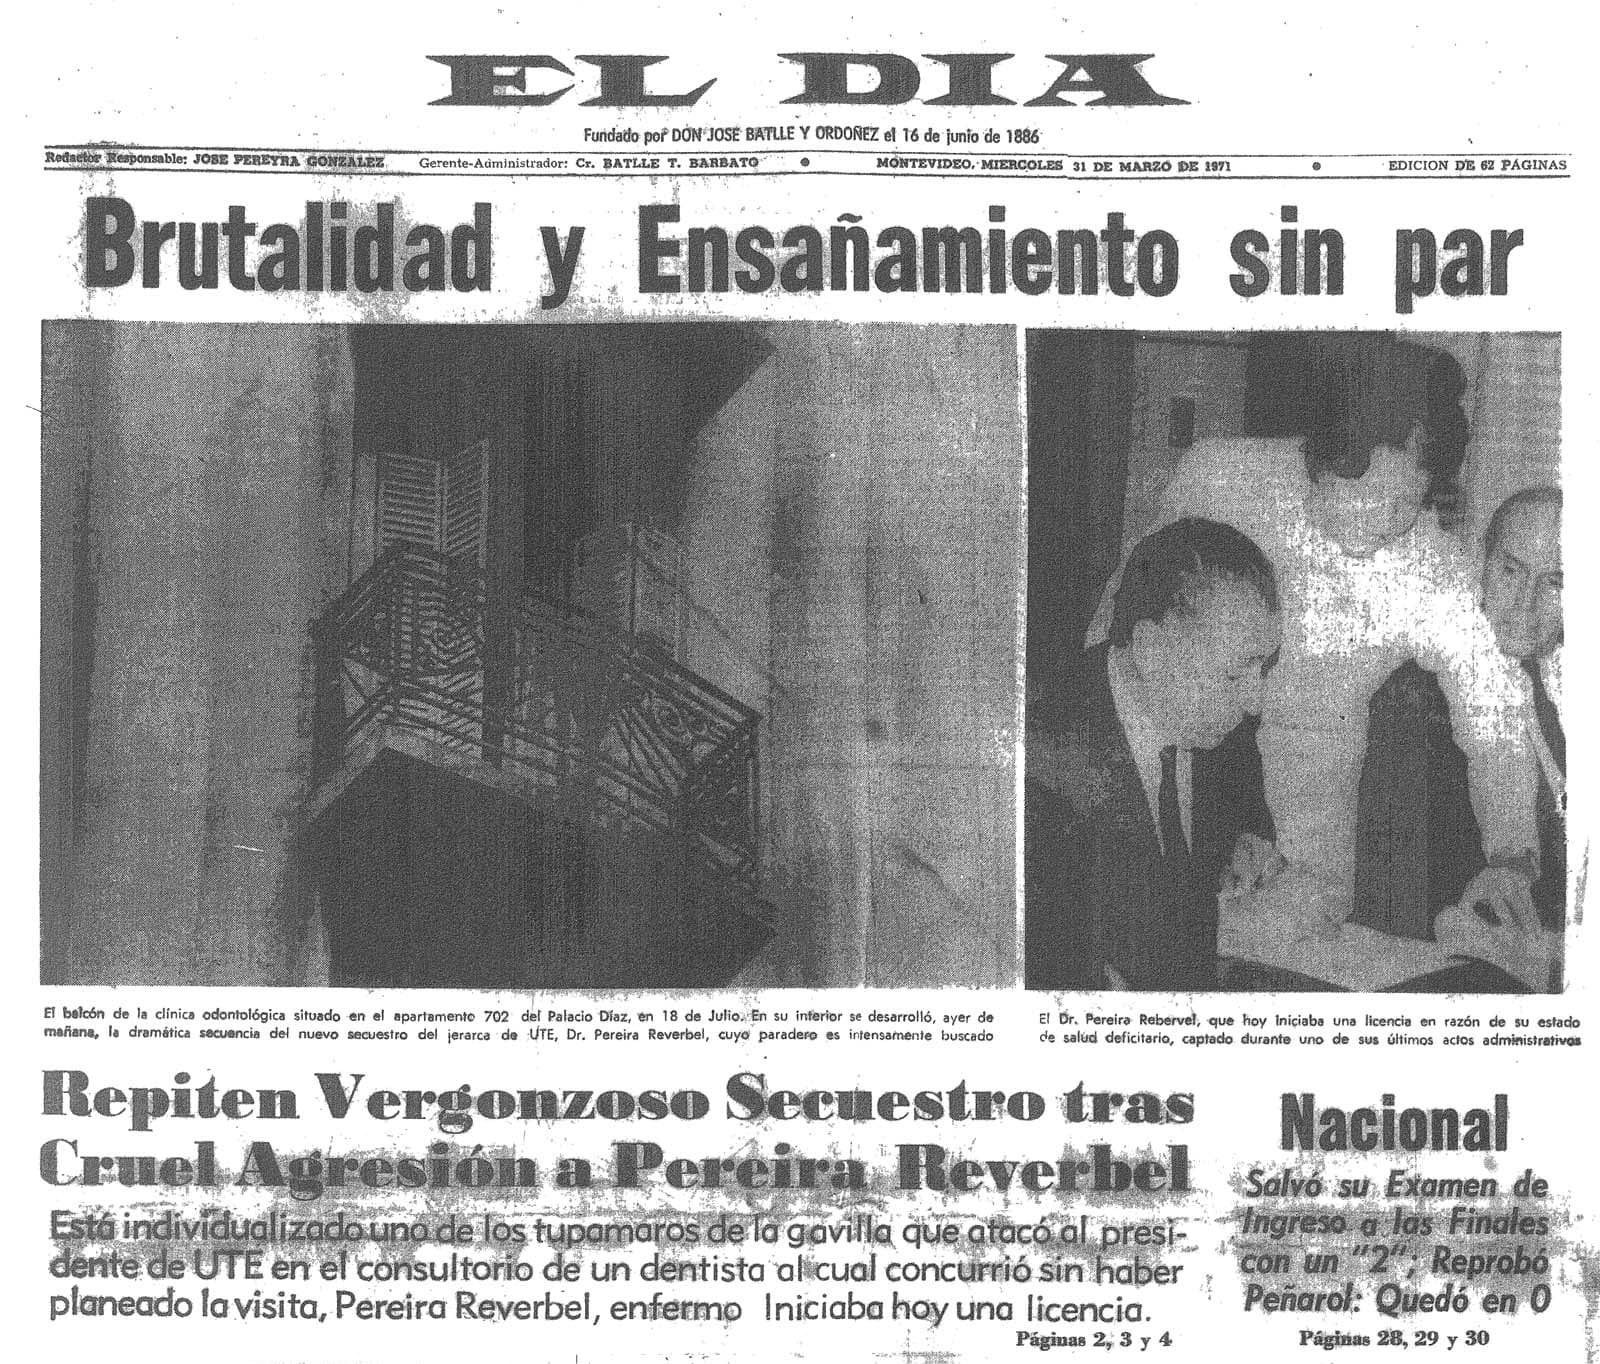 EL DIA
Fundado por DON JOSE BATLLE Y ORDOÑEZ el 16 de junio de 1886
Redactor Responsable: JOSE PEREYRA GONZALEZ Gerente-Administrador: Cr. BATLLE T. BARBATO ● MONTEVIDEO, MIERCOLES 31 DE MARZO DE 1971 ● EDICION DE 62 PÁGINAS
Brutalidad y Ensañamiento sin par
El balcón de la clínica odontológica situado en el apartamento 702 del Palacio Díaz, en 18 de Julio. En su interior se desarrolló, ayer de
mañana, la dramática secuencia del nuevo secuestro del jerarca de UTE, Dr. Pereira Reverbel, cuyo paradero es intensamente buscado
El Dr. Pereira Rebervel, que hoy Iniciaba una licencia en razón de su estado
de salud deficitario, captado durante uno de sus últimos actos administrativos
Repiten Vergonzoso Secuestro tras
Cruel Agresión a Pereira Reverbel
Está individualizado uno de los tupamaros de la gavilla que atacó al presi-
dente de UTE en el consultorio de un dentista al cual concurrió sin haber
planeado la visita, Pereira Reverbel, enfermo Iniciaba hoy una licencia.
Páginas 2, 3 y 4
Nacional
Salvó su Examen de
Ingreso a las Finales
con un "2"; Reprobó
Peñarol: Quedó en 0
Páginas 28, 29 y 30